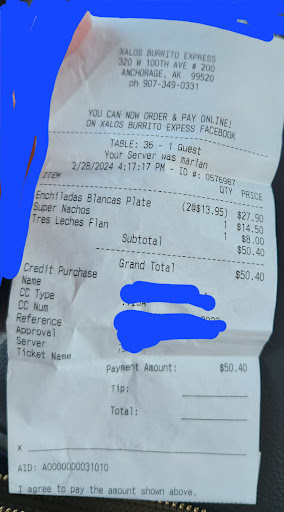 XALOS BURRITO EXPRESS
320 W 100TH AVE # 200
ANCHORAGE, AK 99520
ph 907-349-0331
YOU CAN NOW ORDER & PAY ONLINE!
ON XALOS BURRITO EXPESS FACEBOOK
TABLE: 36 - 1 Guest
Your Server was marian
2/28/2024 4:17:17 PM - ID #: 0576987
ITEM QTY PRICE
Enchiladas Blancas Plate (2@$13.95) $27.90
Super Nachos 1 $14.50
Tres Leches Flan 1 $8.00
Subtotal $50.40
Grand Total $50.40
Credit Purchase
Name
CC Type
CC Num
Reference
Approval
Server
Ticket Name
Payment Amount: $50.40
Tip:
Total:
x
AID: A0000000031010
I agree to pay the amount shown above.